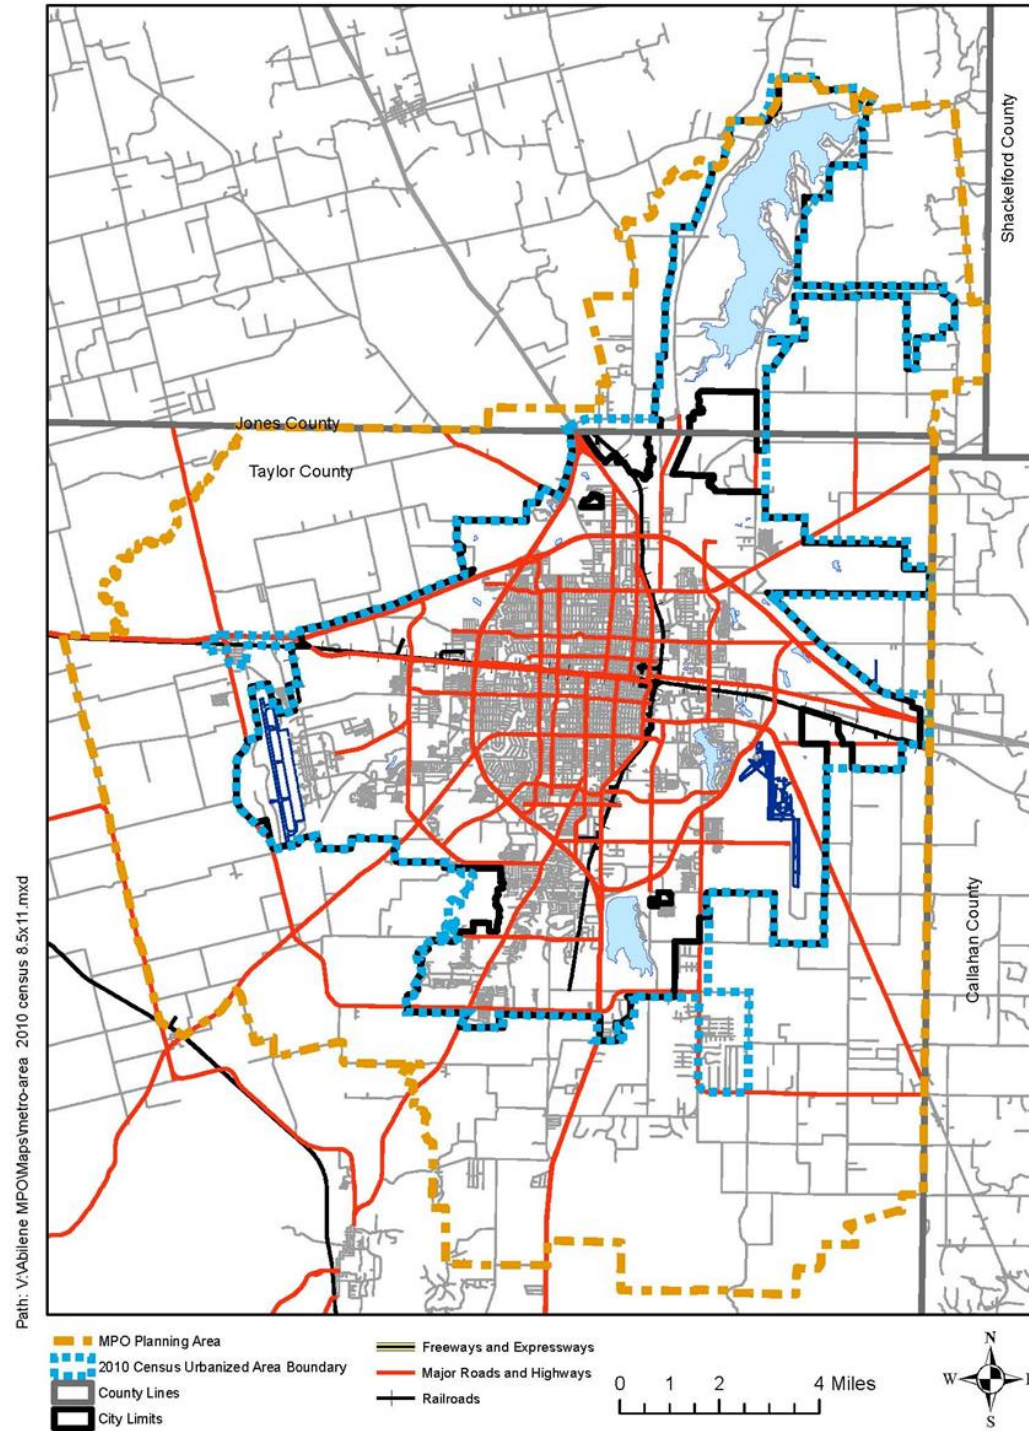 Shackelford County
Jones County
Taylor County
Callahan County
Path: V:\Abilene MPO\Maps\metro-area 2010 census 8.5x11.mxd
MPO Planning Area
2010 Census Urbanized Area Boundary
County Lines
City Limits
Freeways and Expressways
Major Roads and Highways
Railroads
0 1 2 4 Miles
N
W
S